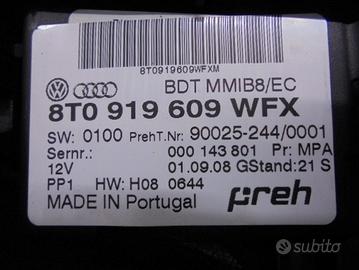 8T0919609WFXM
BDT MMIB8/EC
8T0 919 609 WFX
SW: 0100 PrehT.Nr: 90025-244/0001
Sernr.: 000 143 801 Pr: MPA
12V 01.09.08 GStand: 21 S
PP1 HW: H08 0644
MADE IN Portugal preh
subito